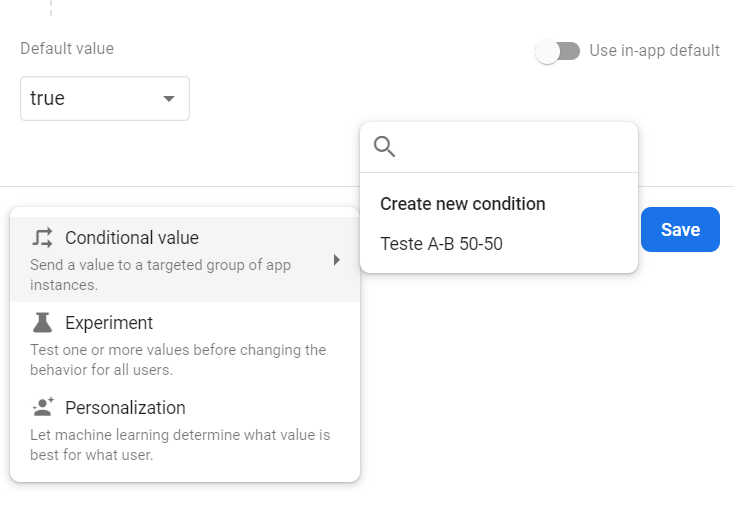 Default value
Use in-app default
true
Create new condition
Teste A-B 50-50
Save
Conditional value
Send a value to a targeted group of app
instances.
Experiment
Test one or more values before changing the
behavior for all users.
Personalization
Let machine learning determine what value is
best for what user.